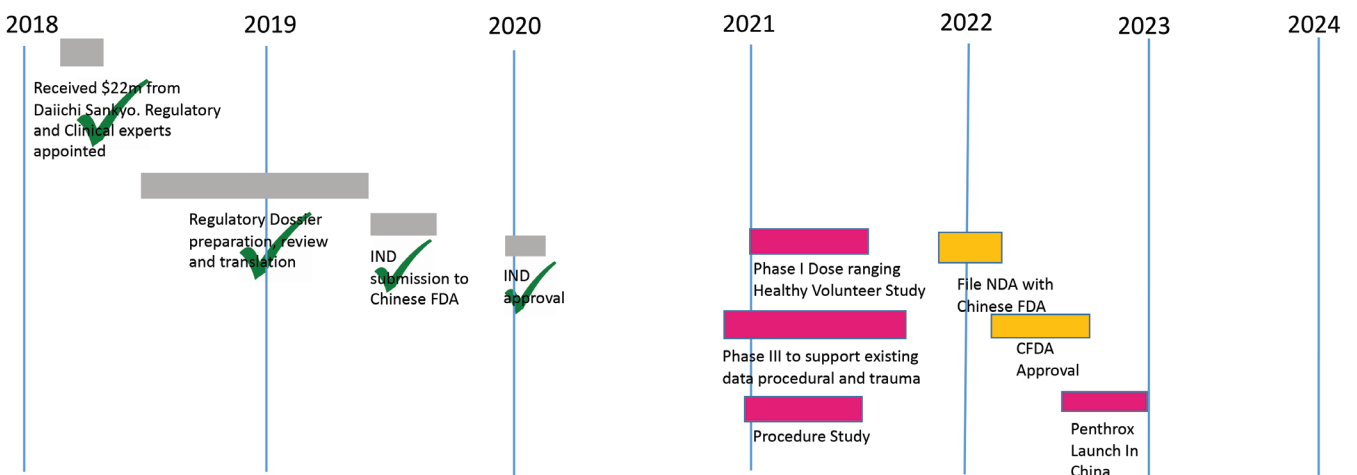 2018
2019
2020
2021
2022
2023
2024
Received $22m from
Daiichi Sankyo. Regulatory
and Clinical experts
appointed
Regulatory Dossier
preparation, review
and translation
IND
submission to
Chinese FDA
IND
approval
Phase I Dose ranging
Healthy Volunteer Study
Phase III to support existing
data procedural and trauma
Procedure Study
File NDA with
Chinese FDA
CFDA
Approval
Penthrox
Launch In
China